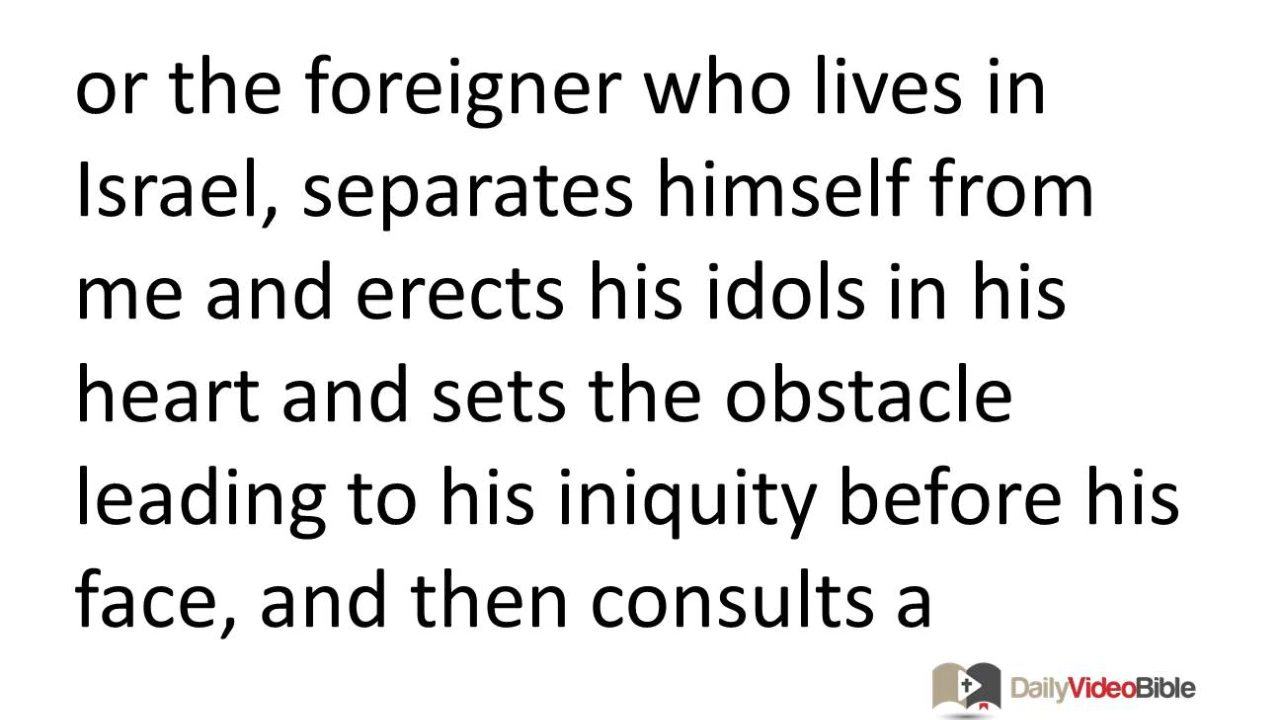 or the foreigner who lives in
Israel, separates himself from
me and erects his idols in his
heart and sets the obstacle
leading to his iniquity before his
face, and then consults a
DailyVideoBible